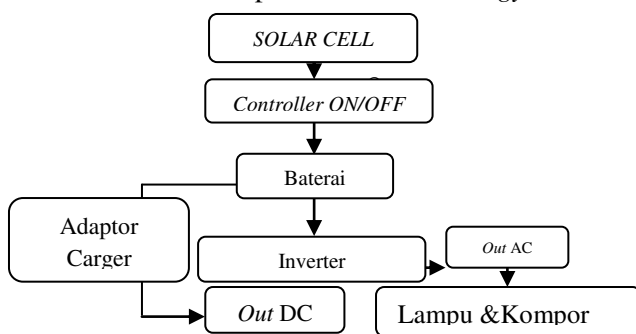 SOLAR CELL
Controller ON/OFF
Baterai
Adaptor
Carger
Inverter
Out AC
Out DC
Lampu &Kompor